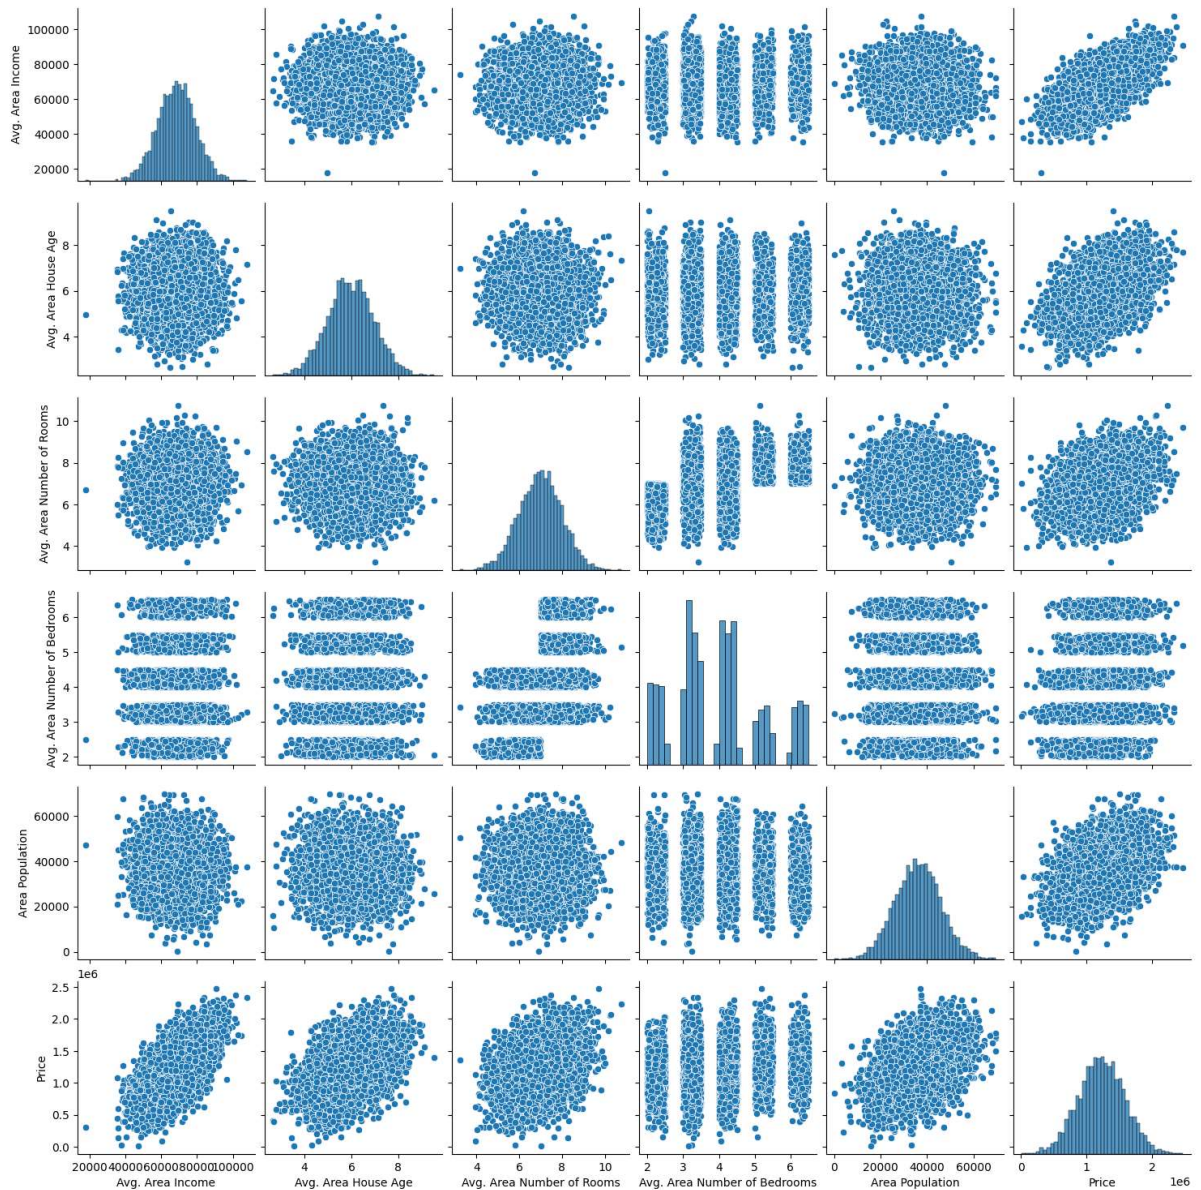 100000
80000
60000
40000
20000
Avg. Area Income
8
6
4
Avg. Area House Age
10
8
6
4
Avg. Area Number of Rooms
6
5
4
3
2
Avg. Area Number of Bedrooms
60000
40000
20000
0
Area Population
1e6
2.5
2.0
1.5
1.0
0.5
0.0
Price
20000 40000 60000 80000 100000
Avg. Area Income
4 6 8
Avg. Area House Age
4 6 8 10
Avg. Area Number of Rooms
2 3 4 5 6
Avg. Area Number of Bedrooms
0 20000 40000 60000
Area Population
0 1 2
1e6
Price